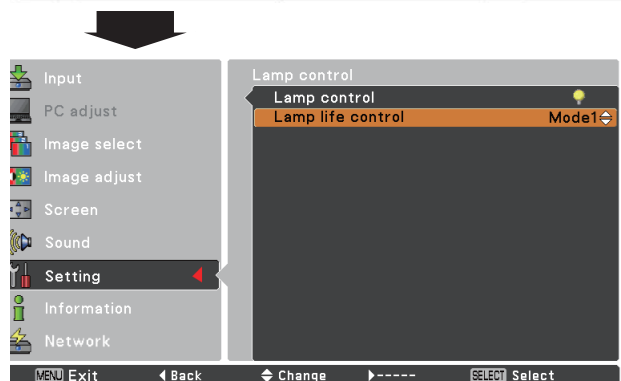 Input
PC adjust
Image select
Image adjust
Screen
Sound
Setting
Information
Network
Lamp control
Lamp control
Lamp life control Mode1
MENU Exit Back Change ----- SELECT Select